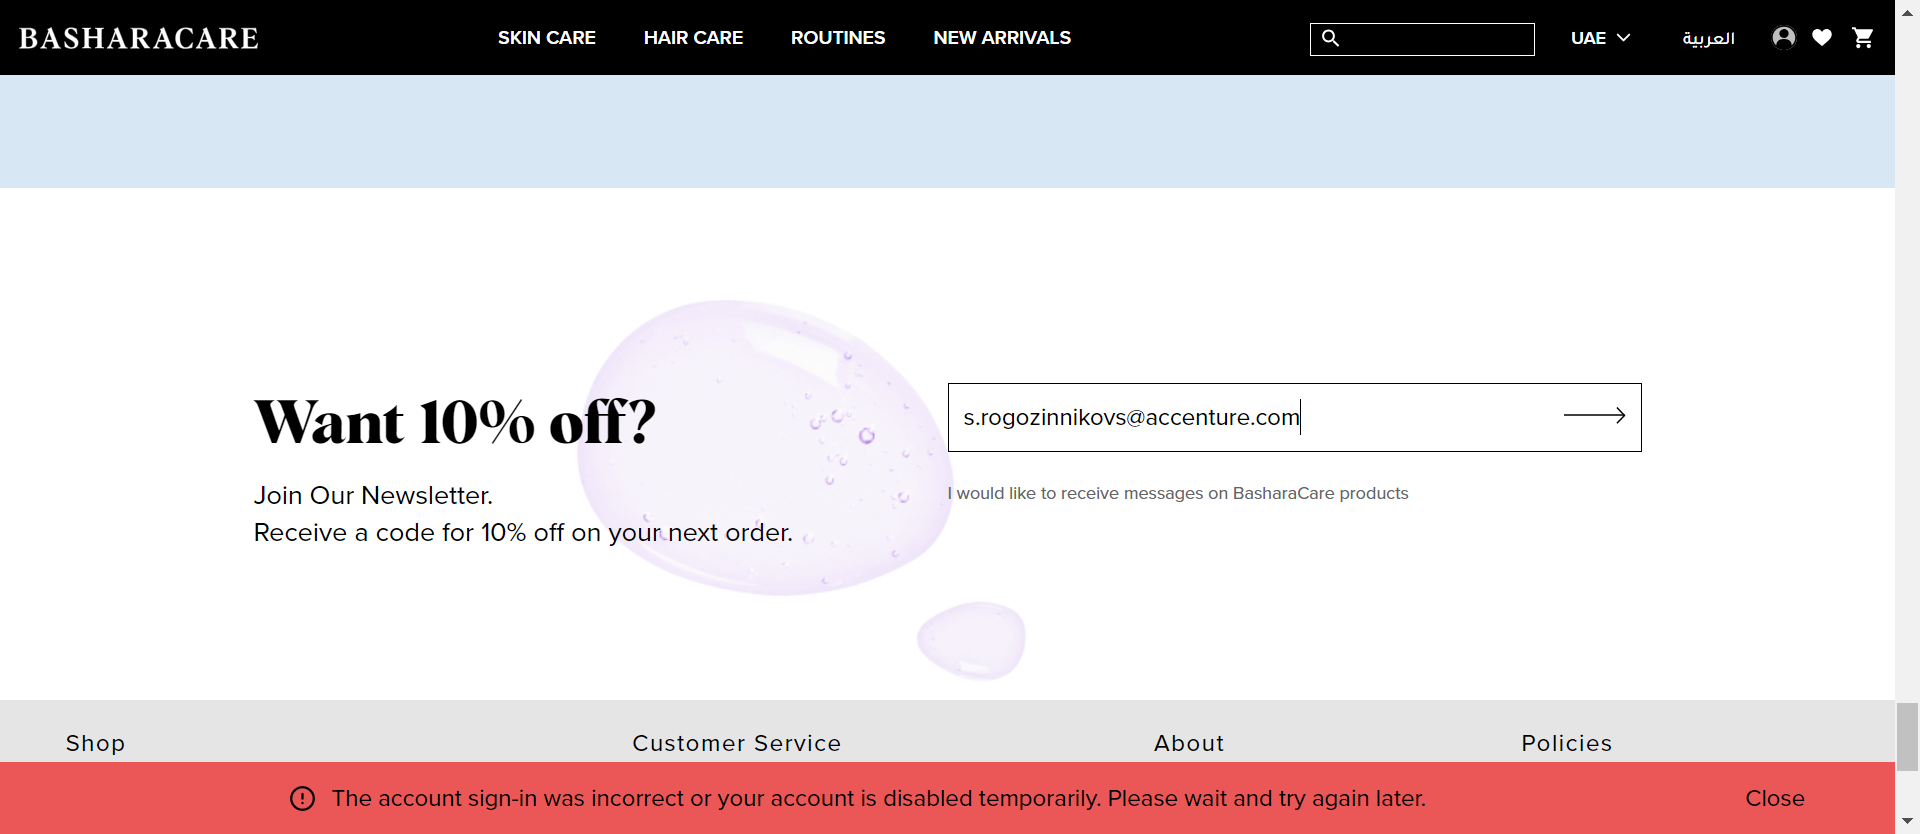 BASHARACARE
SKIN CARE
HAIR CARE
ROUTINES
NEW ARRIVALS
UAE
العربية
Want 10% off?
Join Our Newsletter.
Receive a code for 10% off on your next order.
s.rogozinnikovs@accenture.com
I would like to receive messages on BasharaCare products
Shop
Customer Service
About
Policies
The account sign-in was incorrect or your account is disabled temporarily. Please wait and try again later.
Close